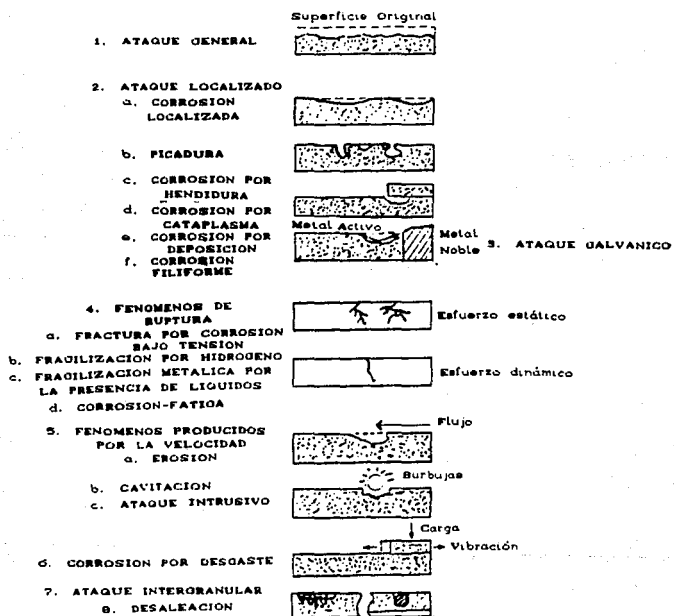 Superficie Original
1. ATAQUE GENERAL
2. ATAQUE LOCALIZADO
a. CORROSION
LOCALIZADA
b. PICADURA
c. CORROSION POR
HENDIDURA
d. CORROSION POR
CATAPLASMA
e. CORROSION POR
DEPOSICION
f. CORROSION
FILIFORME
Metal Activo
Metal
Noble
3. ATAQUE GALVANICO
4. FENOMENOS DE
RUPTURA
a. FRACTURA POR CORROSION
BAJO TENSION
Esfuerzo estático
b. FRAGILIZACION POR HIDROGENO
c. FRAGILIZACION METALICA POR
LA PRESENCIA DE LIQUIDOS
Esfuerzo dinámico
d. CORROSION-FATIGA
5. FENOMENOS PRODUCIDOS
POR LA VELOCIDAD
a. EROSION
Flujo
b. CAVITACION
Burbujas
c. ATAQUE INTRUSIVO
Carga
Vibración
6. CORROSION POR DESGASTE
7. ATAQUE INTERGRANULAR
8. DESALEACION